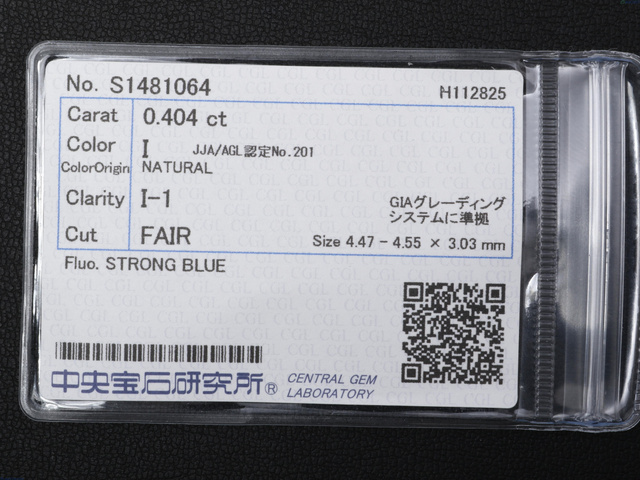 No. S1481064 H112825
Carat 0.404 ct
Color I JJA/AGL認定No.201
ColorOrigin NATURAL
Clarity I-1 GIAグレーディング
システムに準拠
Cut FAIR Size 4.47 - 4.55 × 3.03 mm
Fluo. STRONG BLUE
中央宝石研究所® CENTRAL GEM
LABORATORY